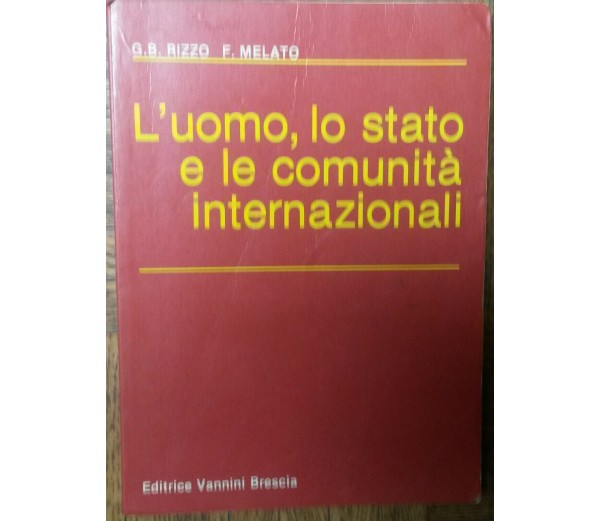 G.B. RIZZO F. MELATO
L'uomo, lo stato
e le comunità
internazionali
Editrice Vannini Brescia